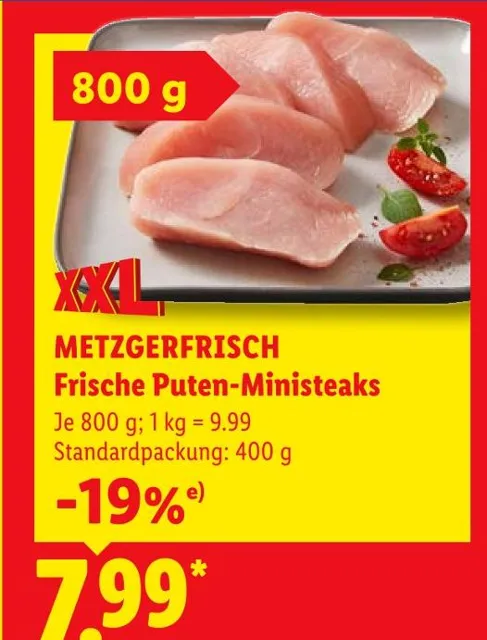 800 g
XXL
METZGERFRISCH
Frische Puten-Ministeaks
Je 800 g; 1 kg = 9.99
Standardpackung: 400 g
-19%e)
7.99*